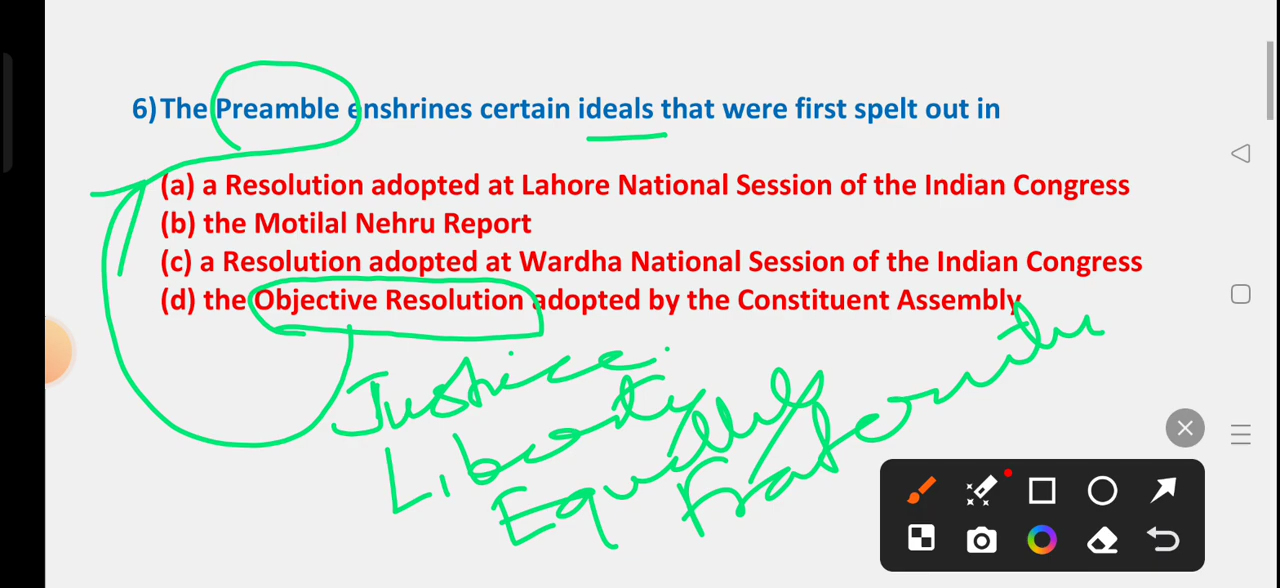 6) The Preamble enshrines certain ideals that were first spelt out in
(a) a Resolution adopted at Lahore National Session of the Indian Congress
(b) the Motilal Nehru Report
(c) a Resolution adopted at Wardha National Session of the Indian Congress
(d) the Objective Resolution adopted by the Constituent Assembly
Justice
Liberty
Equality
Fraternity